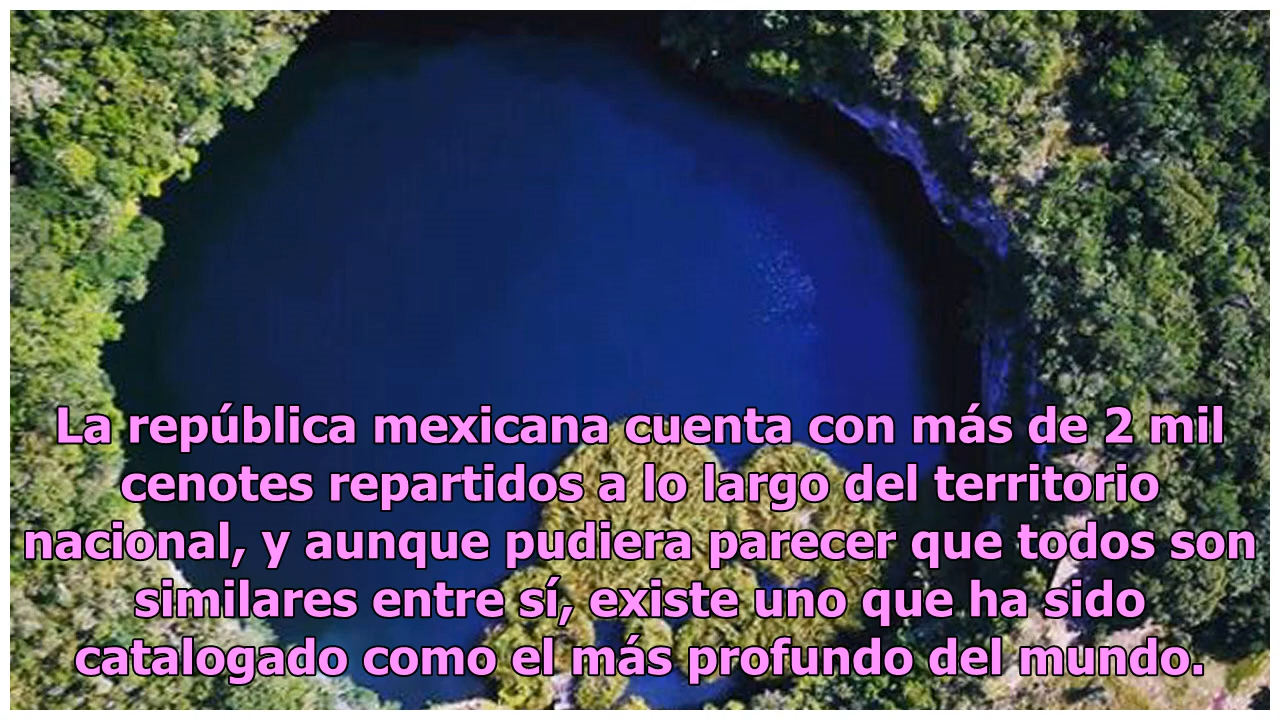 La república mexicana cuenta con más de 2 mil
cenotes repartidos a lo largo del territorio
nacional, y aunque pudiera parecer que todos son
similares entre sí, existe uno que ha sido
catalogado como el más profundo del mundo.